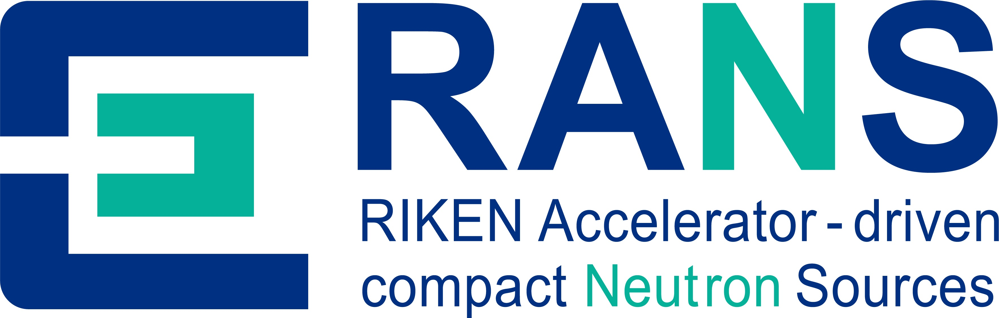 RANS
RIKEN Accelerator - driven
compact Neutron Sources